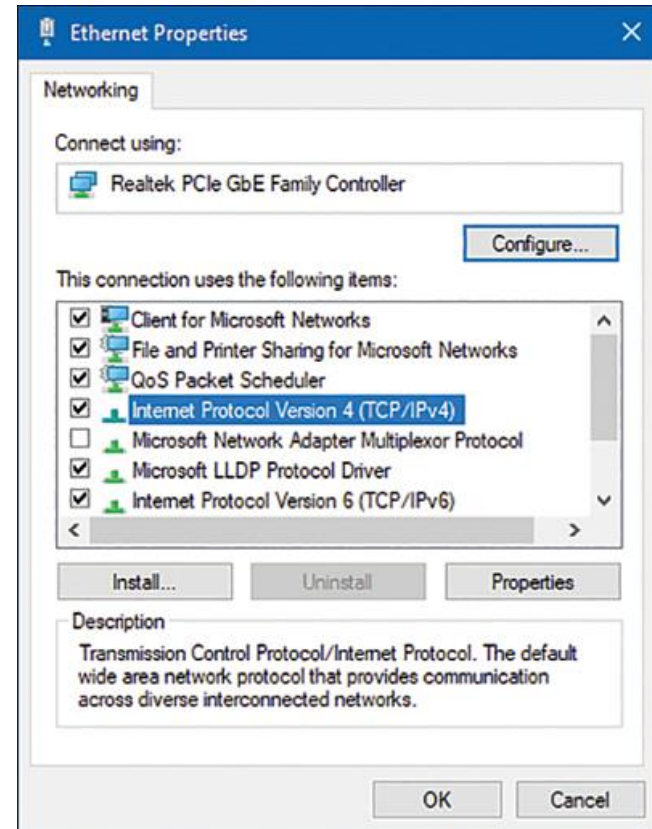 Ethernet Properties
Networking
Connect using:
Realtek PCIe GbE Family Controller
Configure...
This connection uses the following items:
Client for Microsoft Networks
File and Printer Sharing for Microsoft Networks
QoS Packet Scheduler
Internet Protocol Version 4 (TCP/IPv4)
Microsoft Network Adapter Multiplexor Protocol
Microsoft LLDP Protocol Driver
Internet Protocol Version 6 (TCP/IPv6)
Install... Uninstall Properties
Description
Transmission Control Protocol/Internet Protocol. The default
wide area network protocol that provides communication
across diverse interconnected networks.
OK Cancel